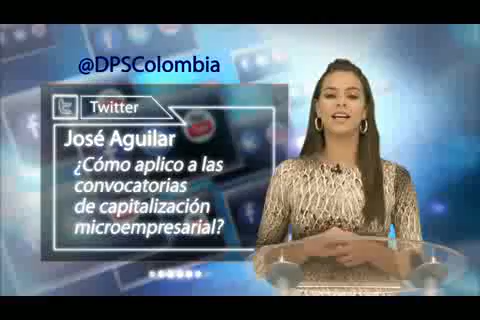 @DPSColombia
Twitter
José Aguilar
¿Cómo aplico a las
convocatorias
de capitalización
microempresarial?